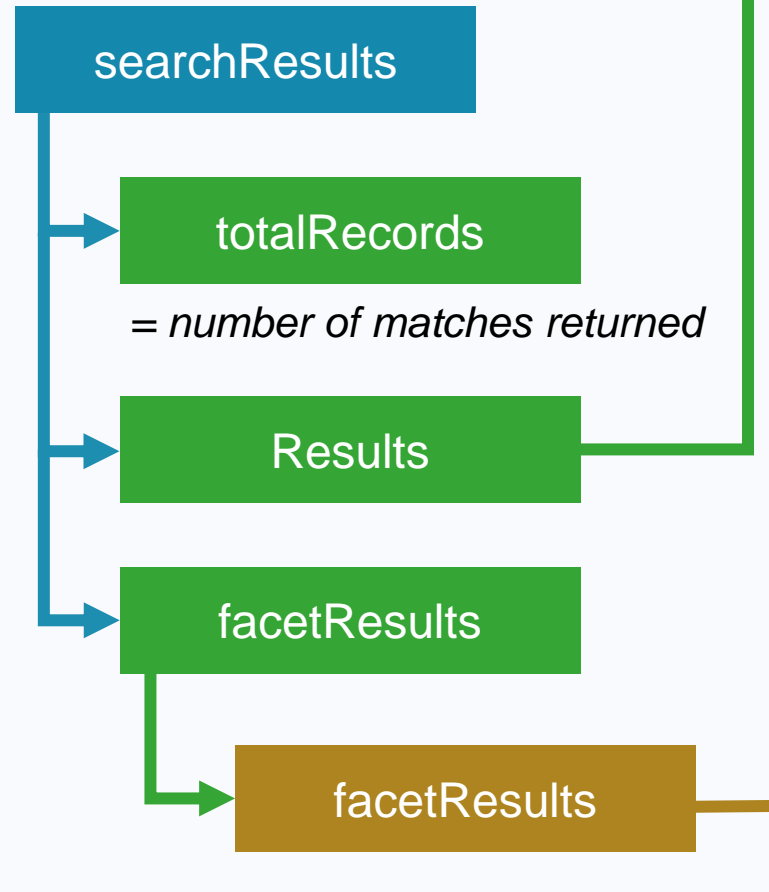 searchResults
totalRecords
= number of matches returned
Results
facetResults
facetResults